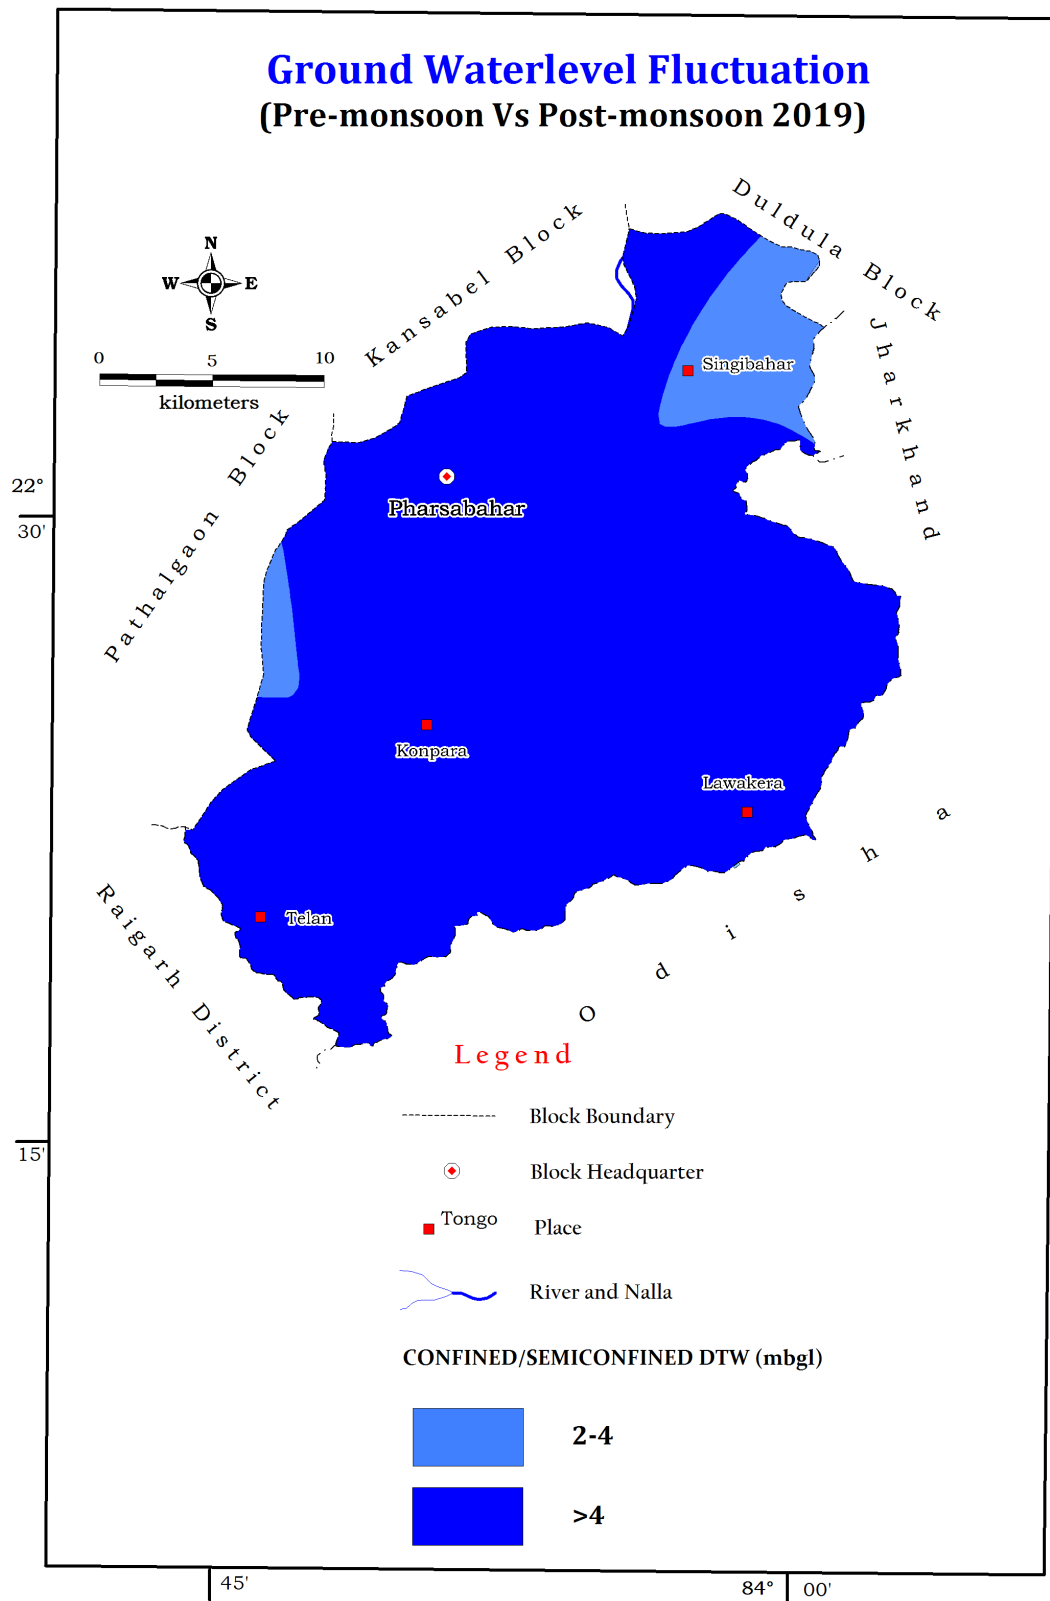 Ground Waterlevel Fluctuation
(Pre-monsoon Vs Post-monsoon 2019)
Duldula Block
Kansabel Block
N
W E
S
Jharkhand
0 5 10
kilometers
Singibahar
Pathalgaon Block
22°
30'
Pharsabahar
Konpara
Lawakera
Telan
Raigarh District
Odisha
Legend
Block Boundary
Block Headquarter
Tongo Place
River and Nalla
15'
CONFINED/SEMICONFINED DTW (mbgl)
2-4
>4
45' 84° 00'